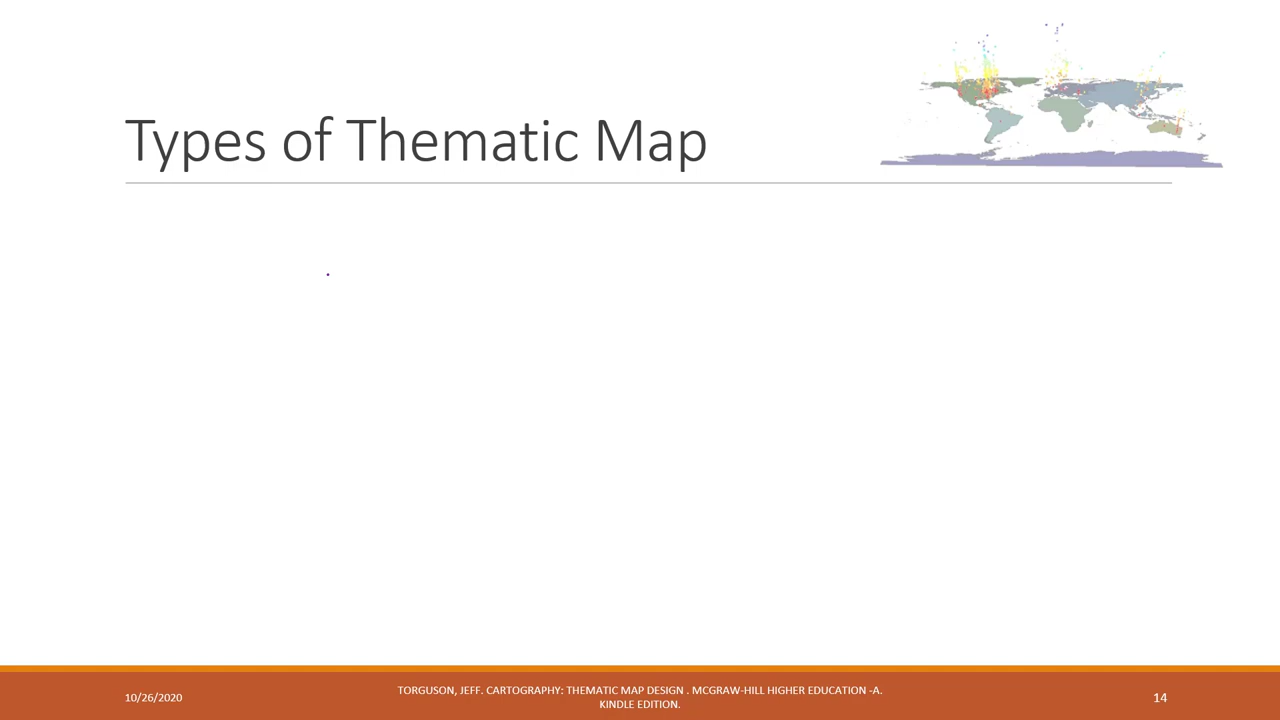 Types of Thematic Map
10/26/2020
TORGUSON, JEFF. CARTOGRAPHY: THEMATIC MAP DESIGN . MCGRAW-HILL HIGHER EDUCATION -A.
KINDLE EDITION.
14